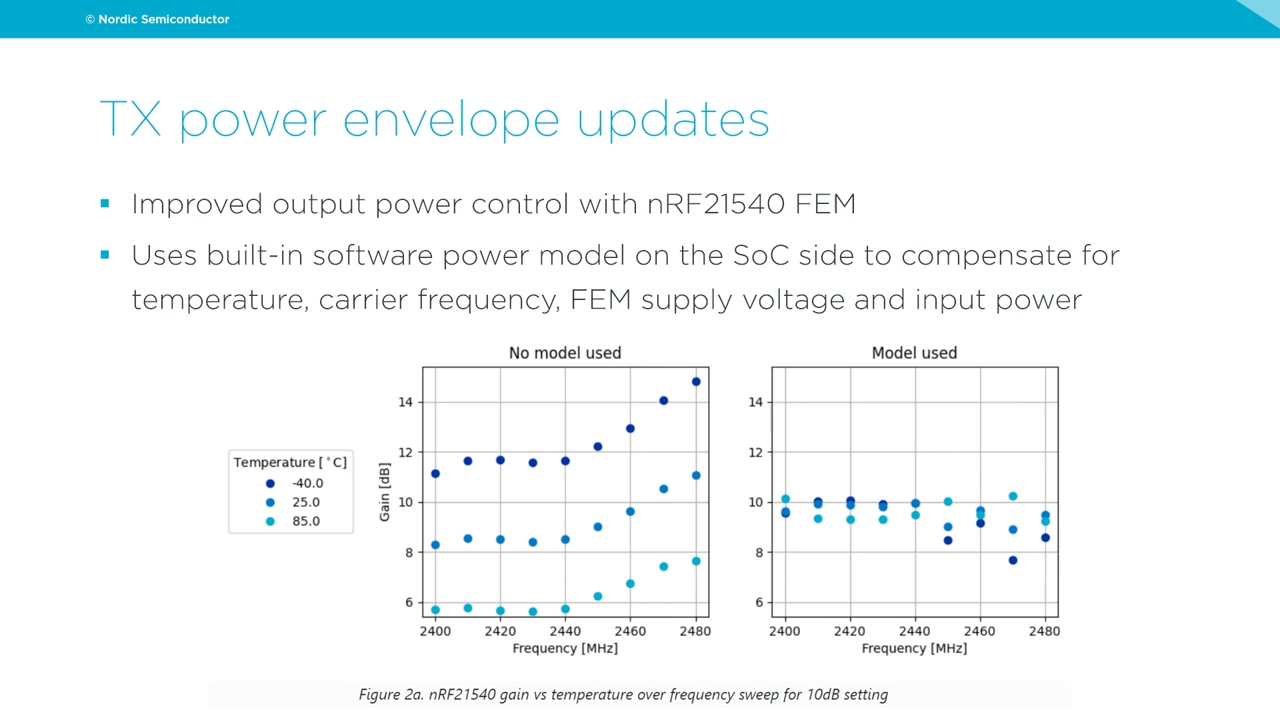 © Nordic Semiconductor
TX power envelope updates
▪ Improved output power control with nRF21540 FEM
▪ Uses built-in software power model on the SoC side to compensate for
temperature, carrier frequency, FEM supply voltage and input power
No model used
Model used
Temperature [°C]
-40.0
25.0
85.0
Gain [dB]
14
12
10
8
6
2400 2420 2440 2460 2480
Frequency [MHz]
14
12
10
8
6
2400 2420 2440 2460 2480
Frequency [MHz]
Figure 2a. nRF21540 gain vs temperature over frequency sweep for 10dB setting